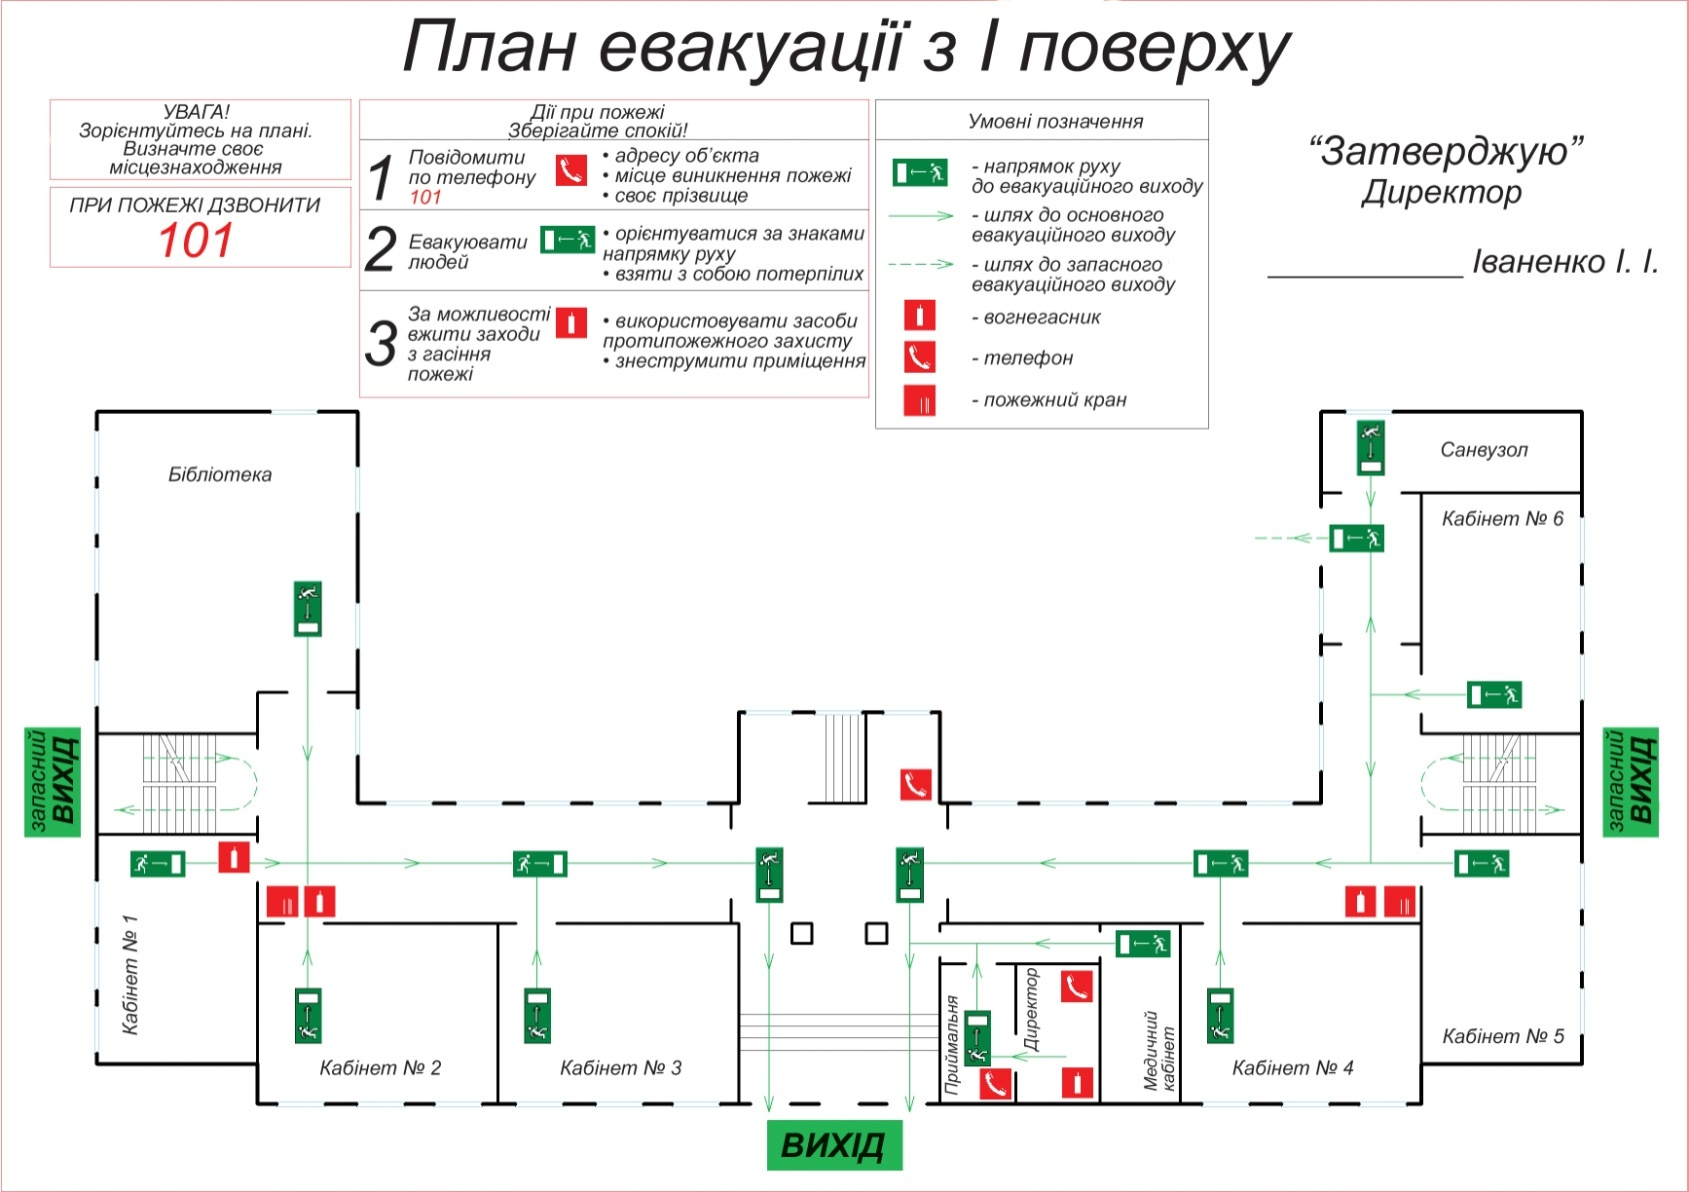 План евакуації з І поверху
УВАГА!
Зорієнтуйтесь на плані.
Визначте своє
місцезнаходження
ПРИ ПОЖЕЖІ ДЗВОНИТИ
101
Дії при пожежі
Зберігайте спокій!
1
Повідомити
по телефону
101
• адресу об’єкта
• місце виникнення пожежі
• своє прізвище
2
Евакуювати
людей
• орієнтуватися за знаками
напрямку руху
• взяти з собою потерпілих
3
За можливості
вжити заходи
з гасіння
пожежі
• використовувати засоби
протипожежного захисту
• знеструмити приміщення
Умовні позначення
- напрямок руху
до евакуаційного виходу
- шлях до основного
евакуаційного виходу
- шлях до запасного
евакуаційного виходу
- вогнегасник
- телефон
- пожежний кран
“Затверджую”
Директор
___________ Іваненко І. І.
Бібліотека
Санвузол
Кабінет № 6
запасний
ВИХІД
запасний
ВИХІД
Кабінет № 1
Кабінет № 2
Кабінет № 3
Приймальня
Директор
Медичний
кабінет
Кабінет № 4
Кабінет № 5
ВИХІД